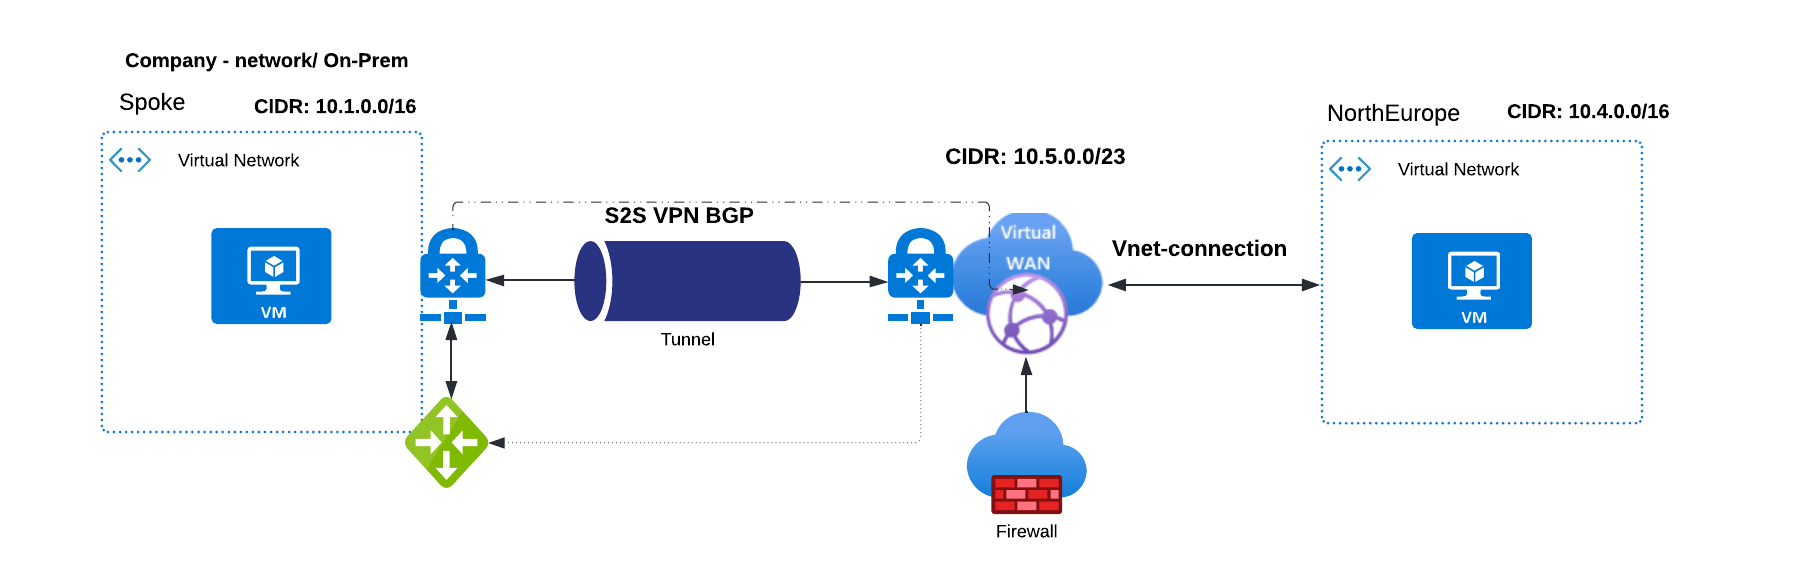 Company - network/ On-Prem
Spoke
CIDR: 10.1.0.0/16
Virtual Network
VM
S2S VPN BGP
Tunnel
CIDR: 10.5.0.0/23
Virtual
WAN
Vnet-connection
Firewall
NorthEurope
CIDR: 10.4.0.0/16
Virtual Network
VM